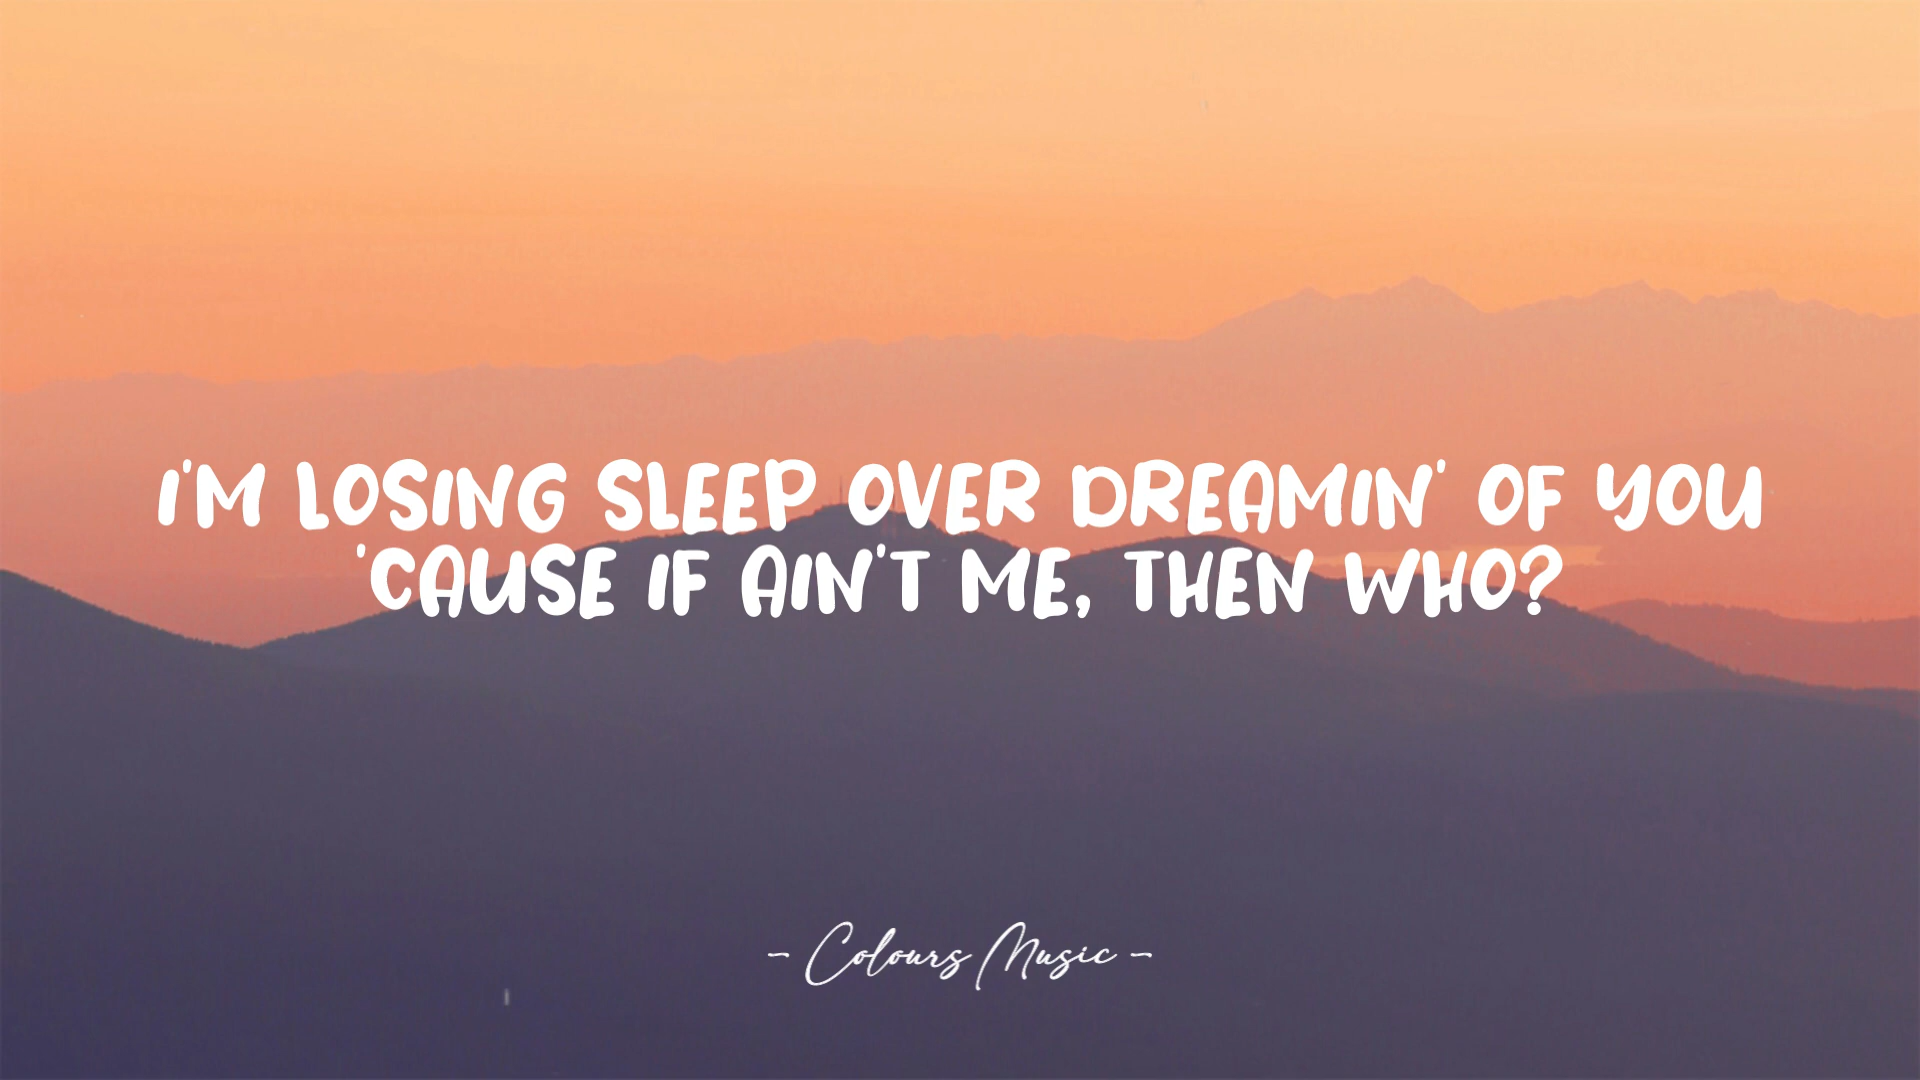 I'M LOSING SLEEP OVER DREAMIN' OF YOU
'CAUSE IF AIN'T ME, THEN WHO?
- Colours Music -